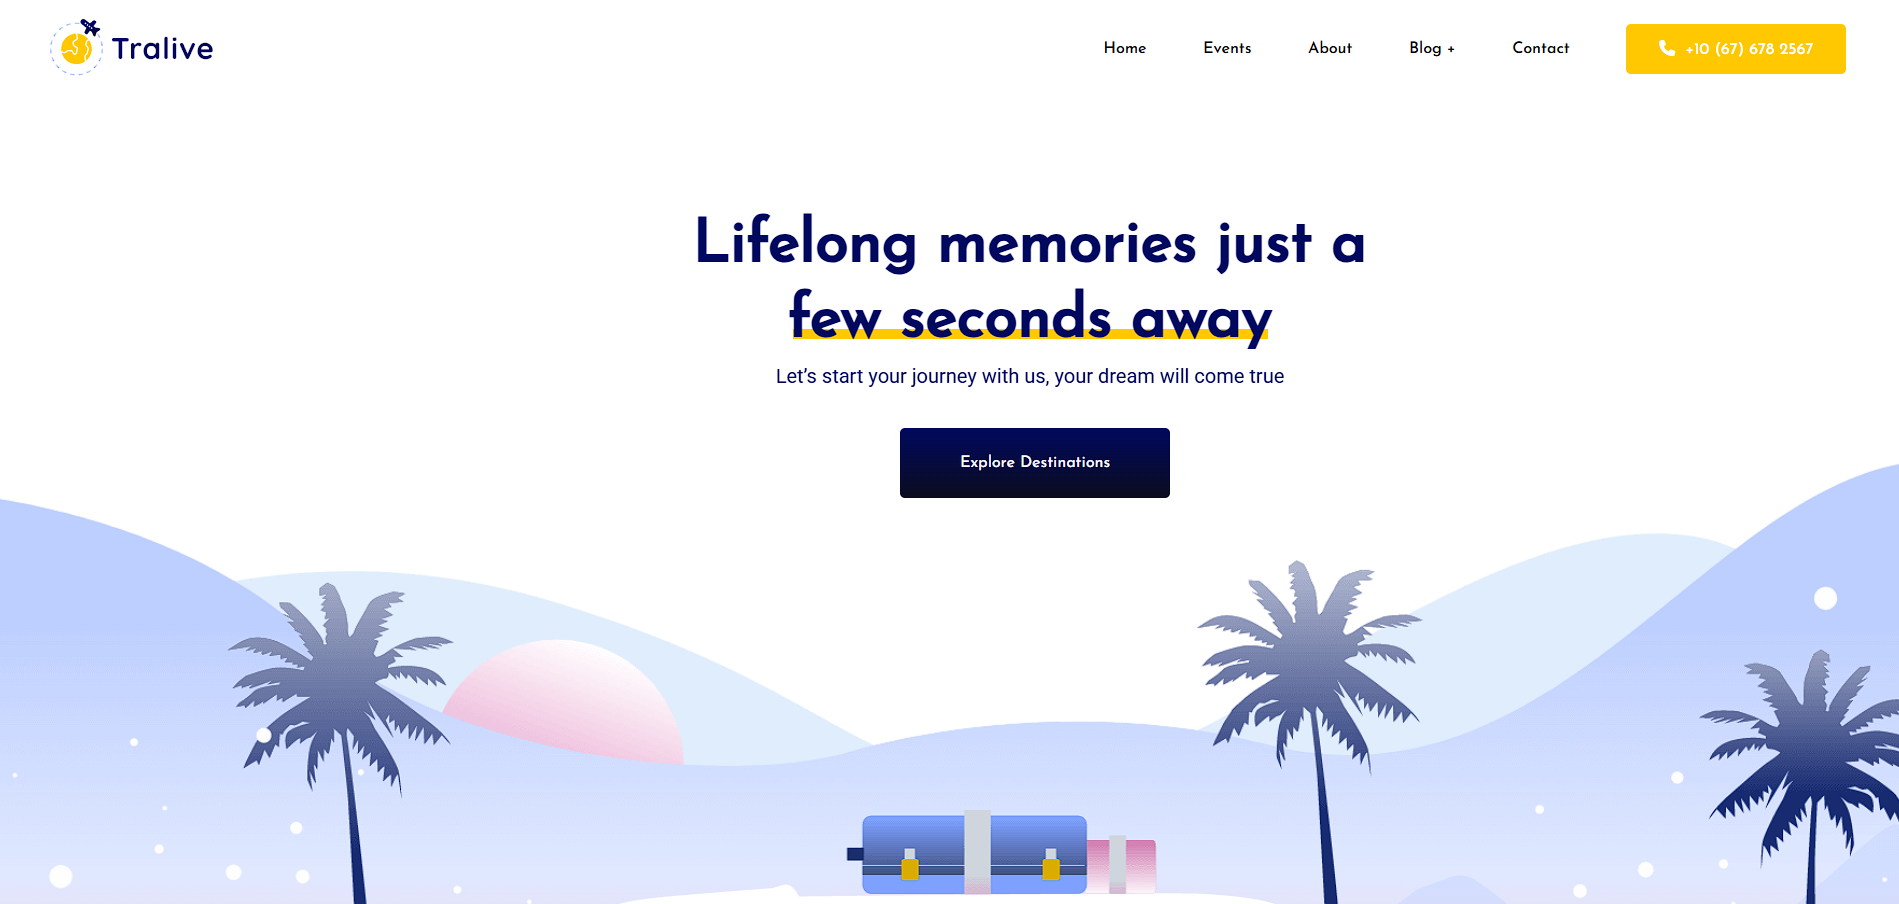 Tralive
Home Events About Blog + Contact +10 (67) 678 2567
Lifelong memories just a
few seconds away
Let’s start your journey with us, your dream will come true
Explore Destinations